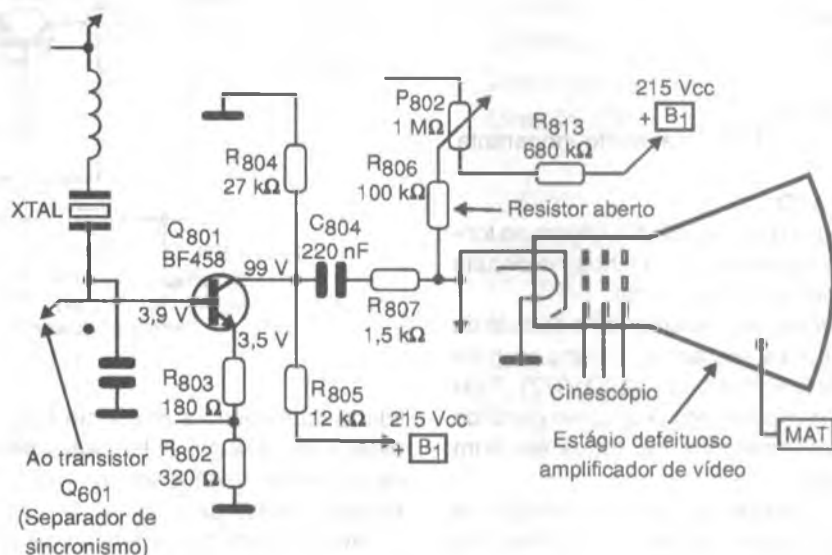 215 Vcc
+ B1
P802
1 MΩ
R813
680 kΩ
R804
27 kΩ
R806
100 kΩ
XTAL
Resistor aberto
C804
220 nF
Q801
BF458
99 V
3,9 V
R807
1,5 kΩ
3,5 V
R803
180 Ω
R805
12 kΩ
215 Vcc
+ B1
Cinescópio
R802
320 Ω
Estágio defeituoso
amplificador de vídeo
MAT
Ao transistor
Q601
(Separador de
sincronismo)